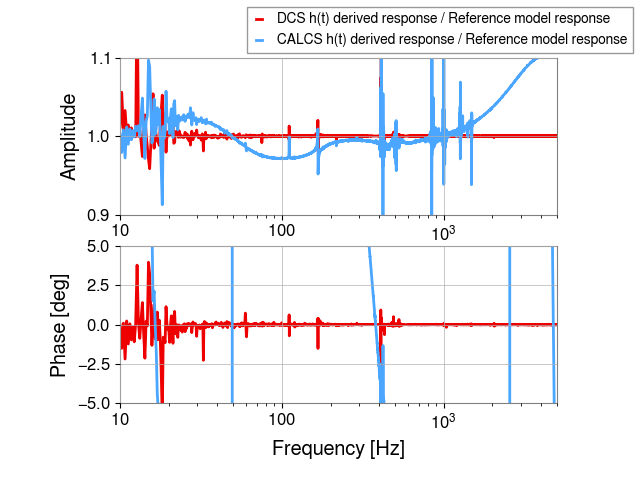 DCS h(t) derived response / Reference model response
CALCS h(t) derived response / Reference model response
1.1
1.0
0.9
Amplitude
10 100 10³
5.0
2.5
0.0
−2.5
−5.0
Phase [deg]
10 100 10³
Frequency [Hz]